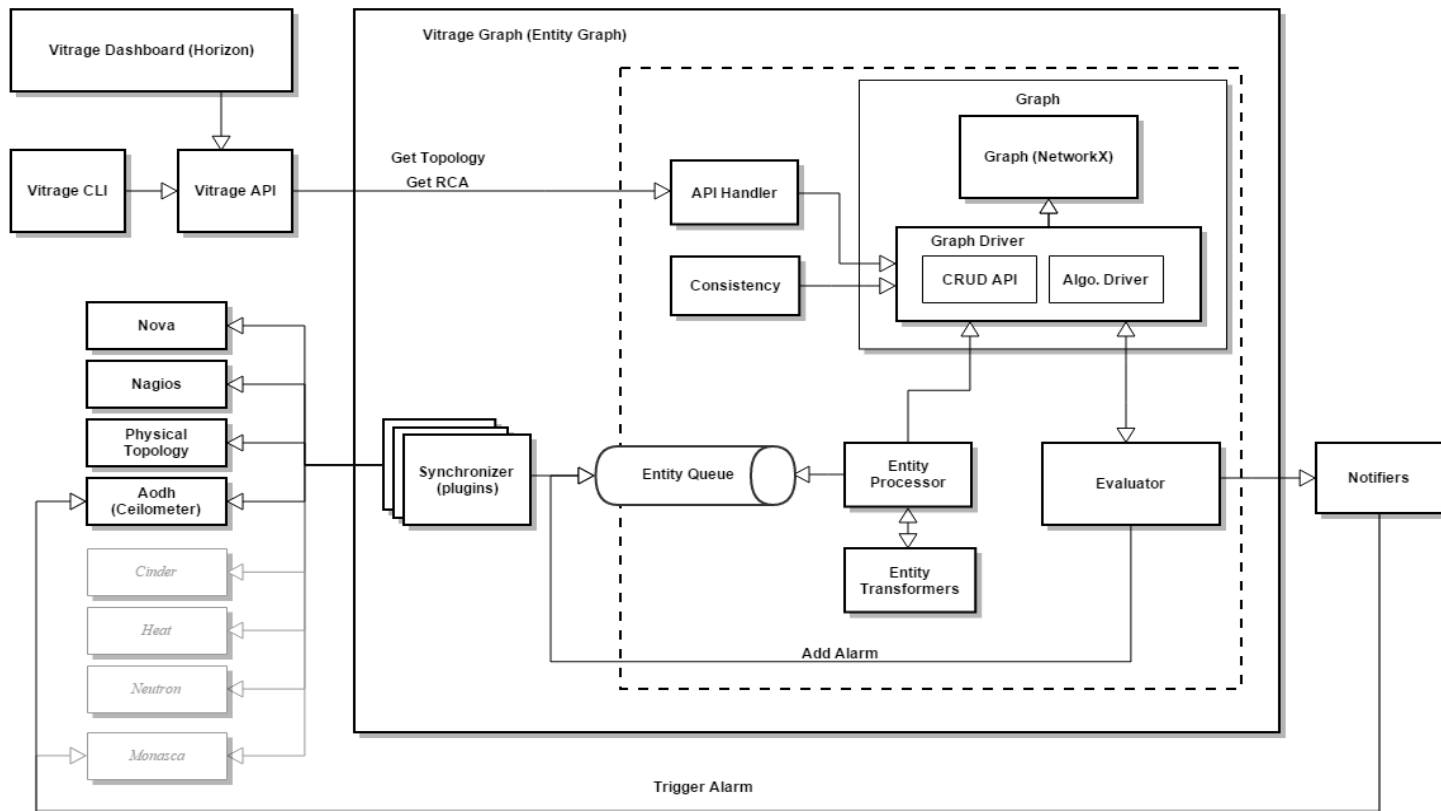 Vitrage Dashboard (Horizon)
Vitrage Graph (Entity Graph)
Graph
Graph (NetworkX)
Vitrage CLI
Vitrage API
Get Topology
Get RCA
API Handler
Graph Driver
CRUD API
Algo. Driver
Consistency
Nova
Nagios
Physical
Topology
Aodh
(Ceilometer)
Cinder
Heat
Neutron
Monasca
Synchronizer
(plugins)
Entity Queue
Entity
Processor
Evaluator
Notifiers
Entity
Transformers
Add Alarm
Trigger Alarm